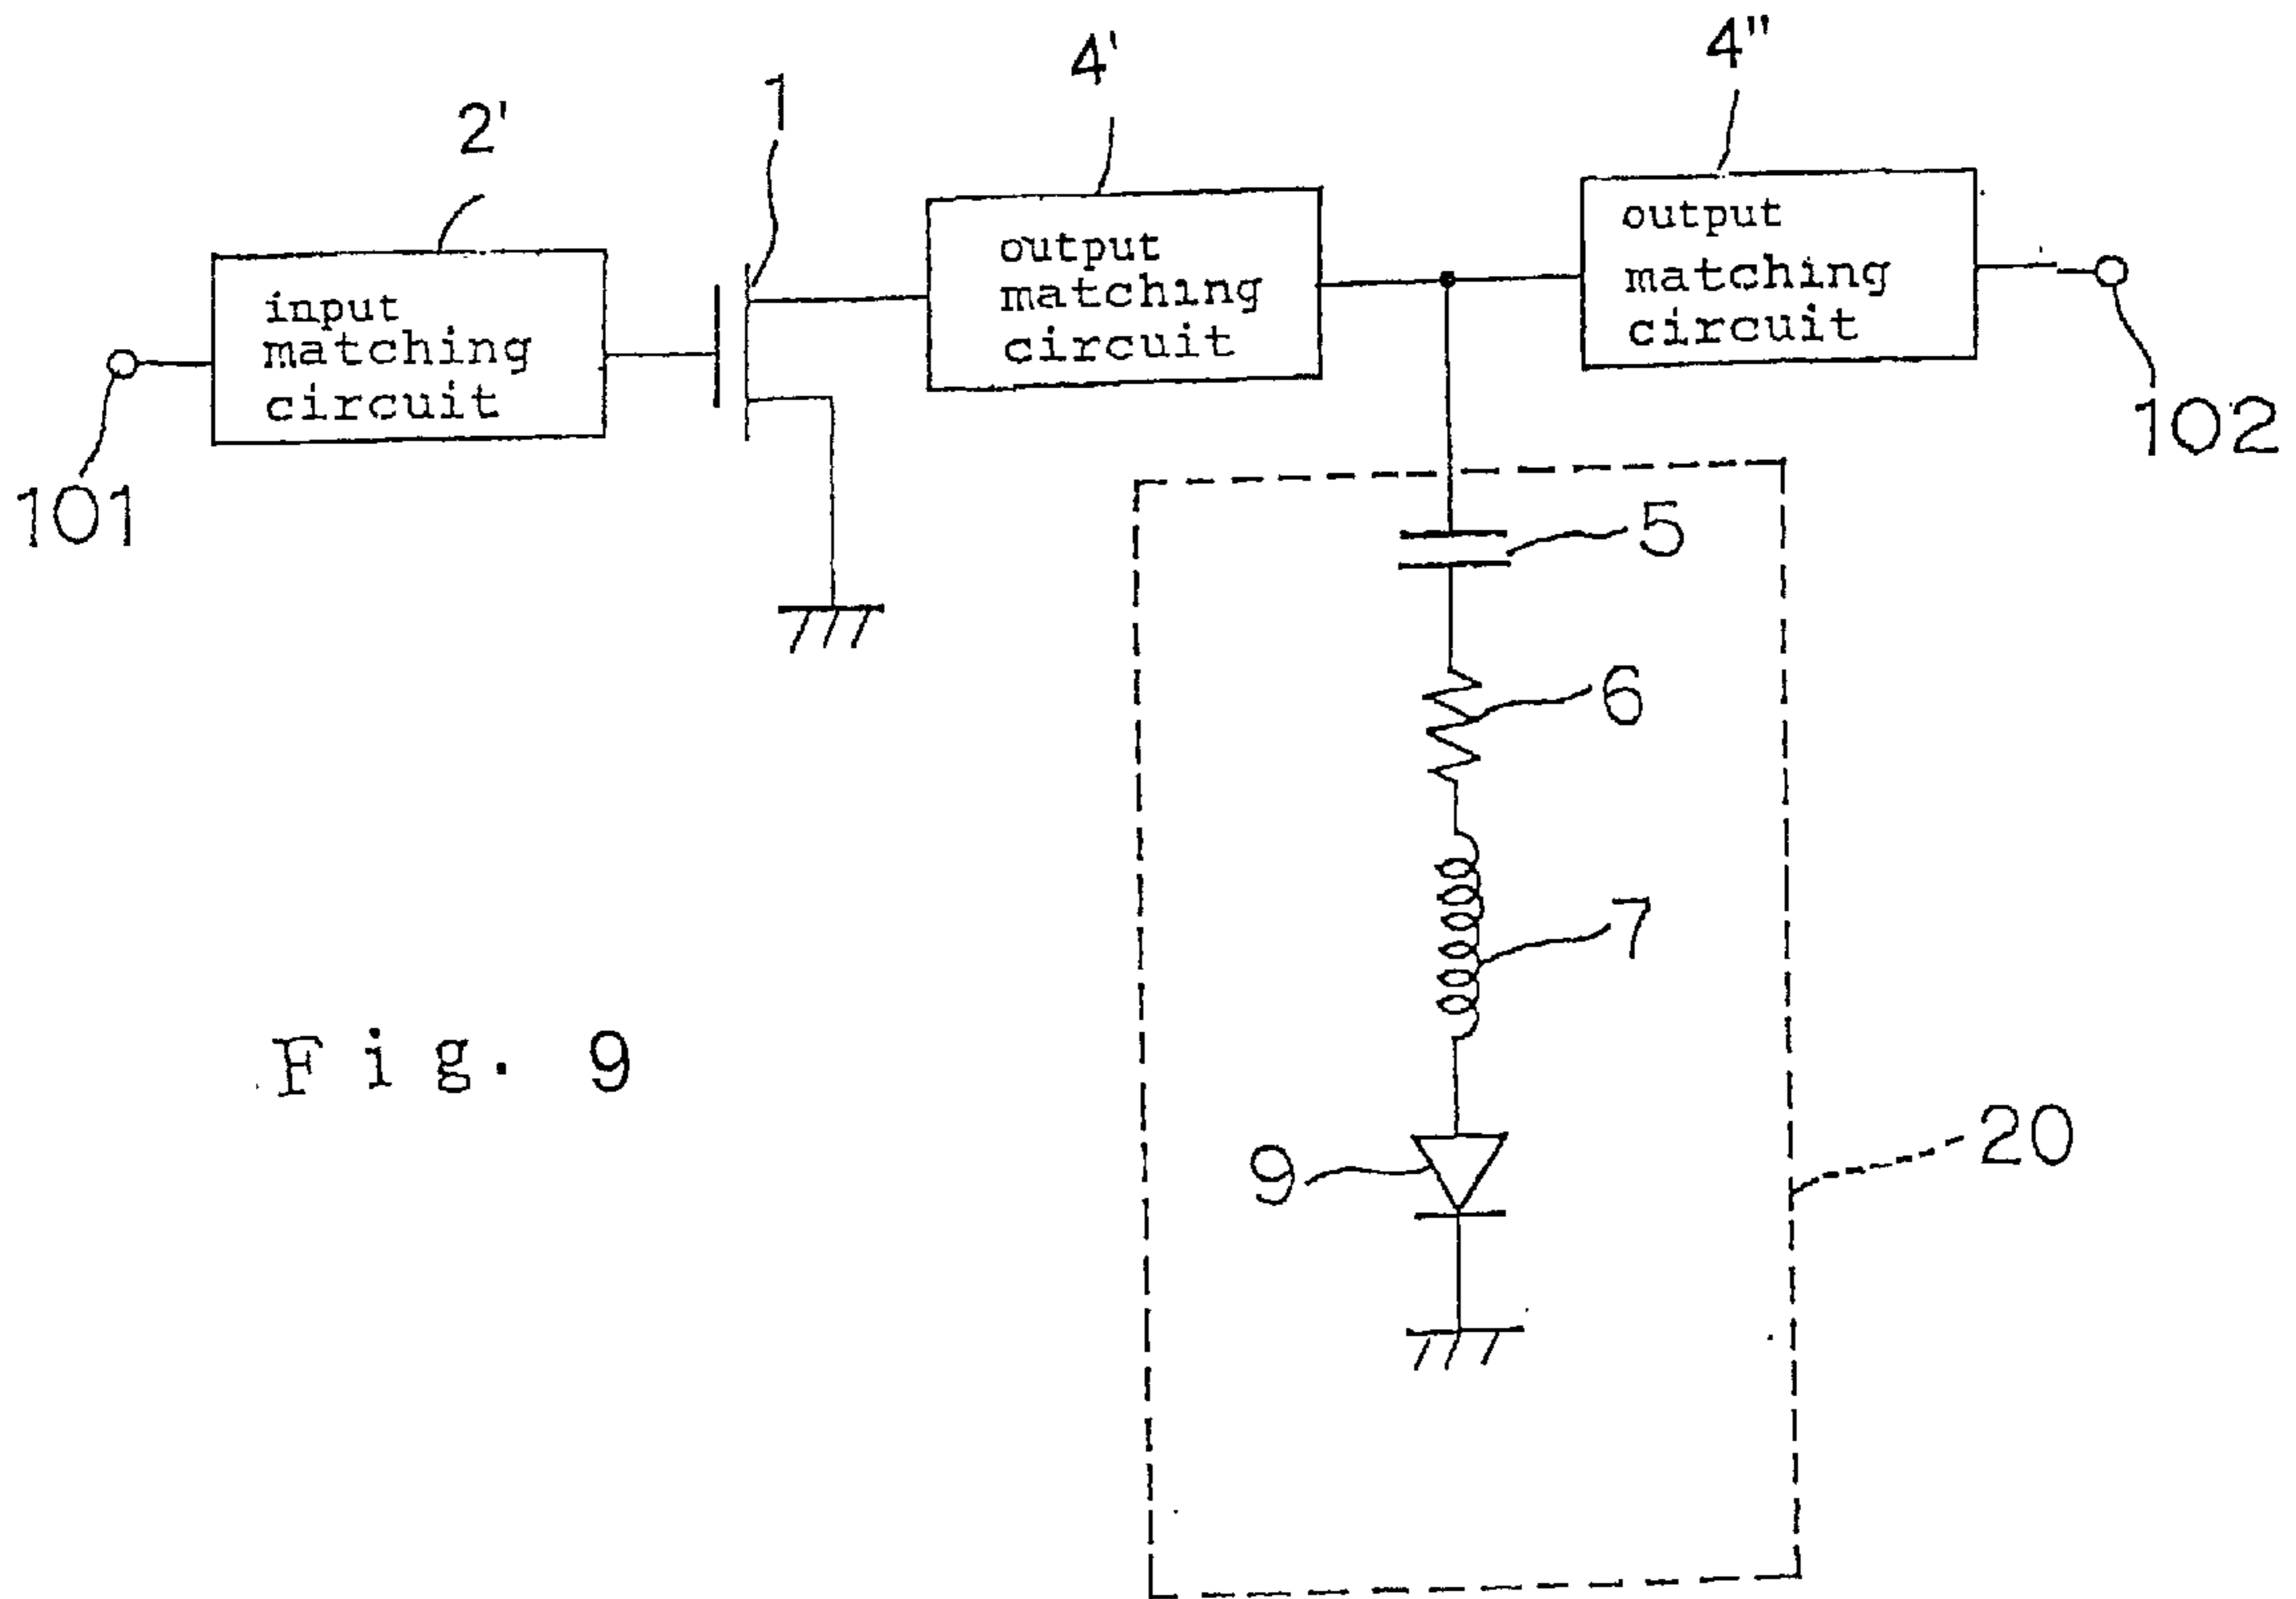 4'
4"
2'
1
input
matching
circuit
output
matching
circuit
output
matching
circuit
101
102
5
6
7
9
20
Fig. 9